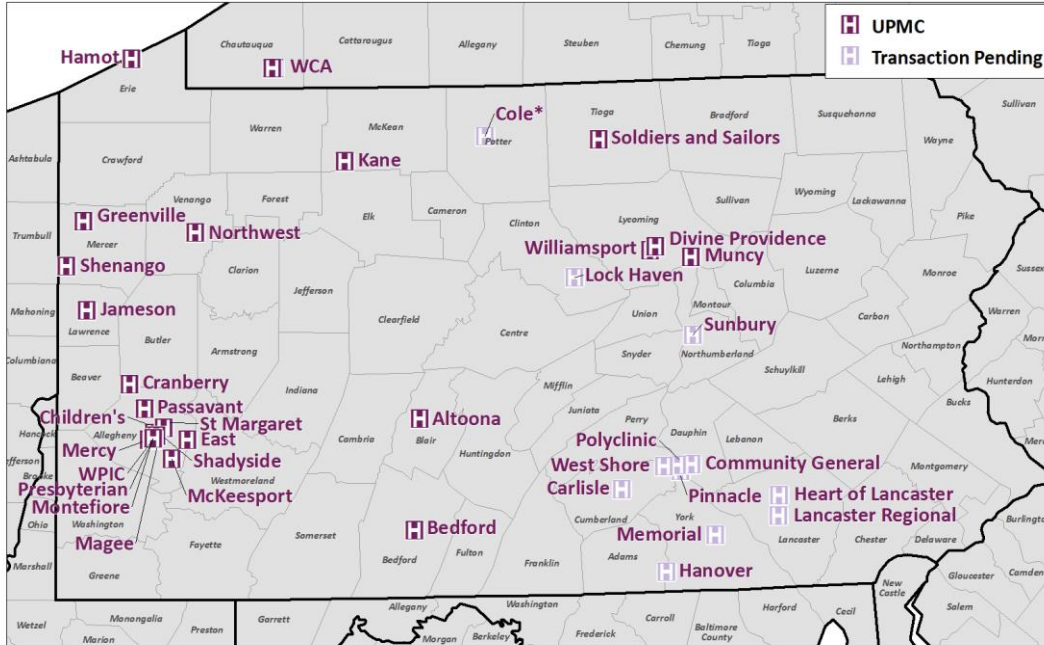 H UPMC
H Transaction Pending
Hamot
WCA
Chautauqua
Cattaraugus
Allegany
Steuben
Chemung
Tioga
Erie
Cole*
Warren
McKean
Potter
Tioga
Bradford
Susquehanna
Sullivan
Wayne
Soldiers and Sailors
Ashtabula
Crawford
Kane
Wyoming
Lackawanna
Venango
Forest
Elk
Cameron
Clinton
Lycoming
Sullivan
Pike
Greenville
Northwest
Trumbull
Mercer
Williamsport
Divine Providence
Muncy
Shenango
Clarion
Lock Haven
Luzerne
Monroe
Sussex
Columbia
Jefferson
Mahoning
Jameson
Lawrence
Clearfield
Centre
Union
Montour
Carbon
Warren
Butler
Armstrong
Sunbury
Columbiana
Snyder
Northumberland
Northampton
Schuylkill
Beaver
Cranberry
Indiana
Mifflin
Lehigh
Hunterdon
Passavant
Children's
St Margaret
Altoona
Juniata
Bucks
Allegheny
East
Cambria
Blair
Perry
Dauphin
Lebanon
Berks
Mercy
Shadyside
Huntingdon
Polyclinic
WPIC
Westmoreland
West Shore
Community General
Montgomery
Presbyterian
McKeesport
Carlisle
Pinnacle
Heart of Lancaster
Montefiore
Ohio
Washington
Bedford
Cumberland
York
Lancaster Regional
Burlington
Magee
Somerset
Memorial
Lancaster
Chester
Delaware
Fayette
Marshall
Greene
Bedford
Fulton
Franklin
Adams
Hanover
New
Castle
Gloucester
Camden
Wetzel
Monongalia
Marion
Preston
Garrett
Allegany
Washington
Morgan
Berkeley
Frederick
Carroll
Baltimore
County
Harford
Cecil
Salem